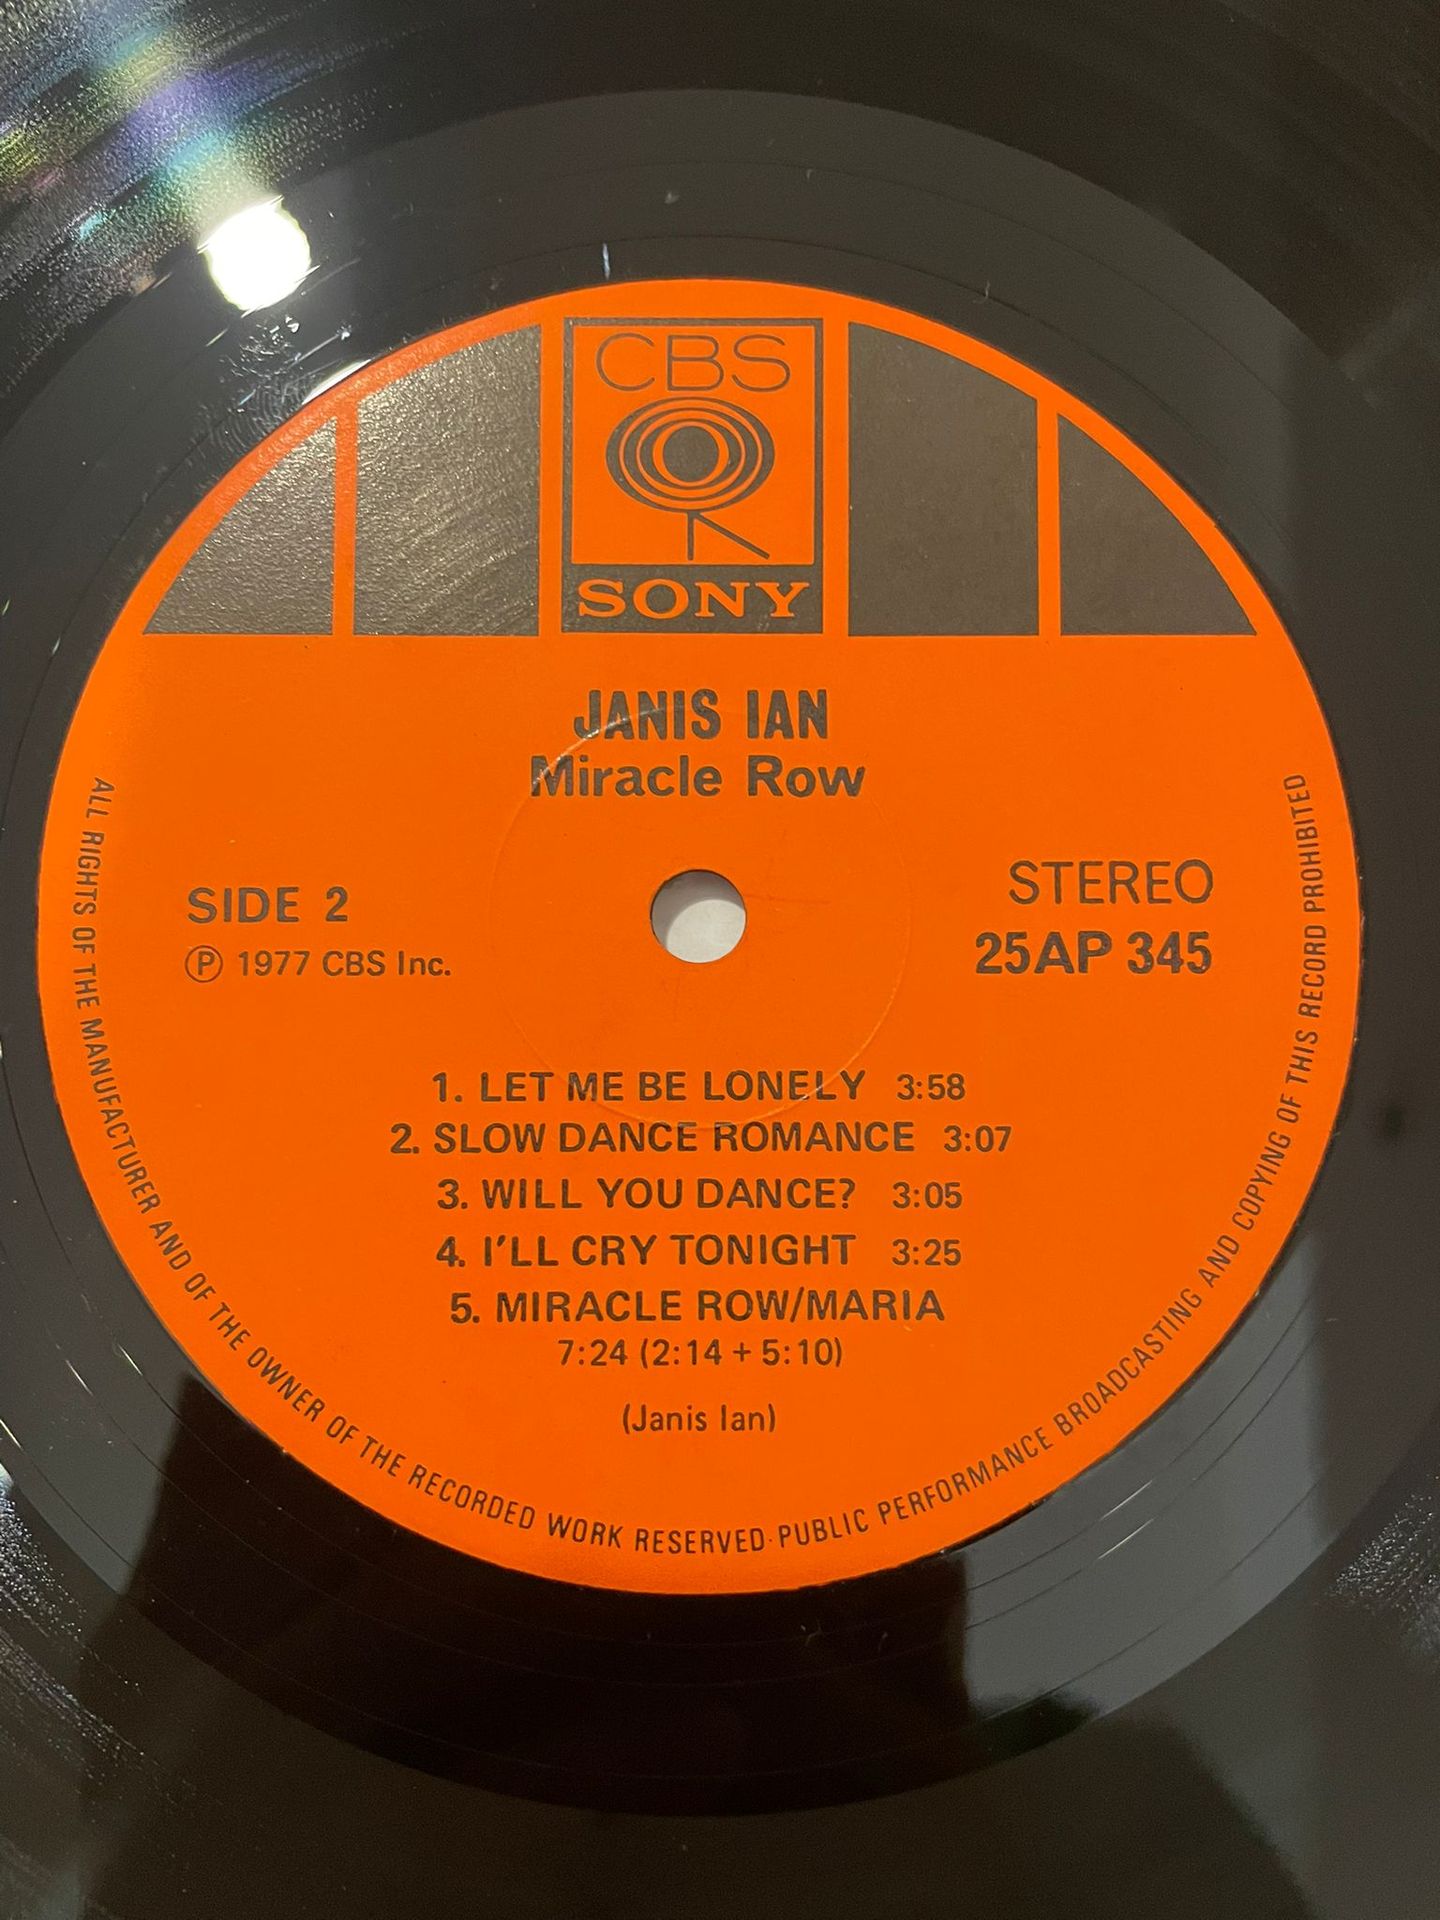 CBS
SONY
JANIS IAN
Miracle Row
SIDE 2
Ⓟ 1977 CBS Inc.
STEREO
25AP 345
1. LET ME BE LONELY 3:58
2. SLOW DANCE ROMANCE 3:07
3. WILL YOU DANCE? 3:05
4. I'LL CRY TONIGHT 3:25
5. MIRACLE ROW/MARIA
7:24 (2:14 + 5:10)
(Janis Ian)
ALL RIGHTS OF THE MANUFACTURER AND OF THE OWNER OF THE RECORDED WORK RESERVED· PUBLIC PERFORMANCE BROADCASTING AND COPYING OF THIS RECORD PROHIBITED